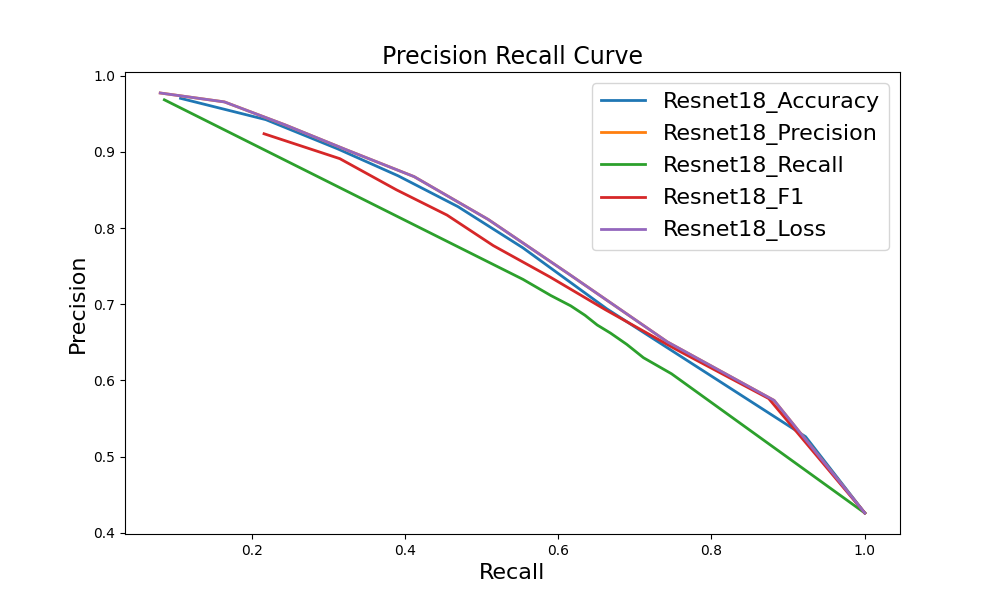 Precision Recall Curve
1.0
0.9
0.8
0.7
0.6
0.5
0.4
Precision
Resnet18_Accuracy
Resnet18_Precision
Resnet18_Recall
Resnet18_F1
Resnet18_Loss
0.2 0.4 0.6 0.8 1.0
Recall